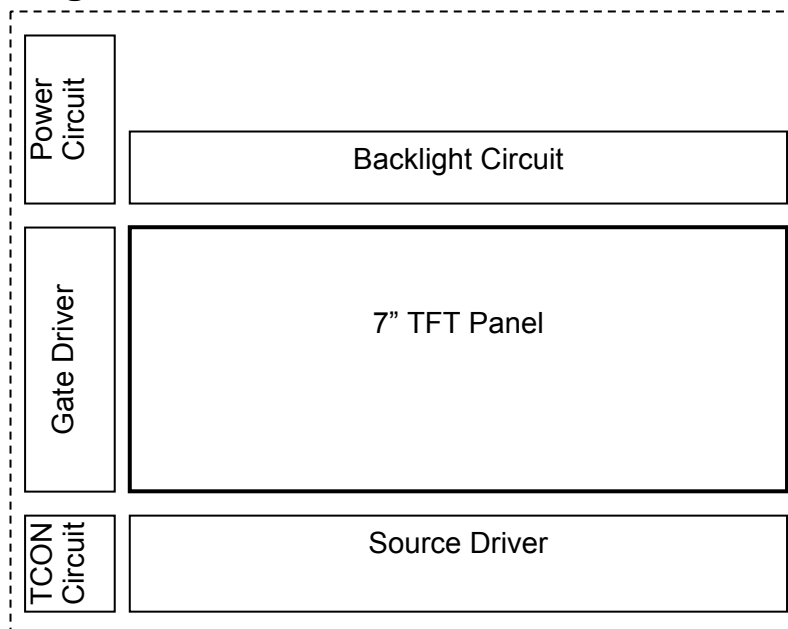 Power
Circuit
Backlight Circuit
Gate Driver
7” TFT Panel
TCON
Circuit
Source Driver